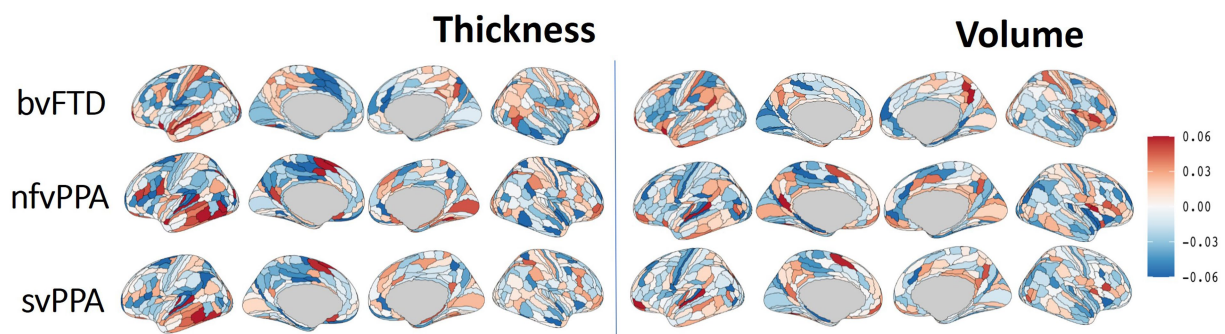 Thickness
Volume
bvFTD
nfvPPA
svPPA
0.06
0.03
0.00
-0.03
-0.06